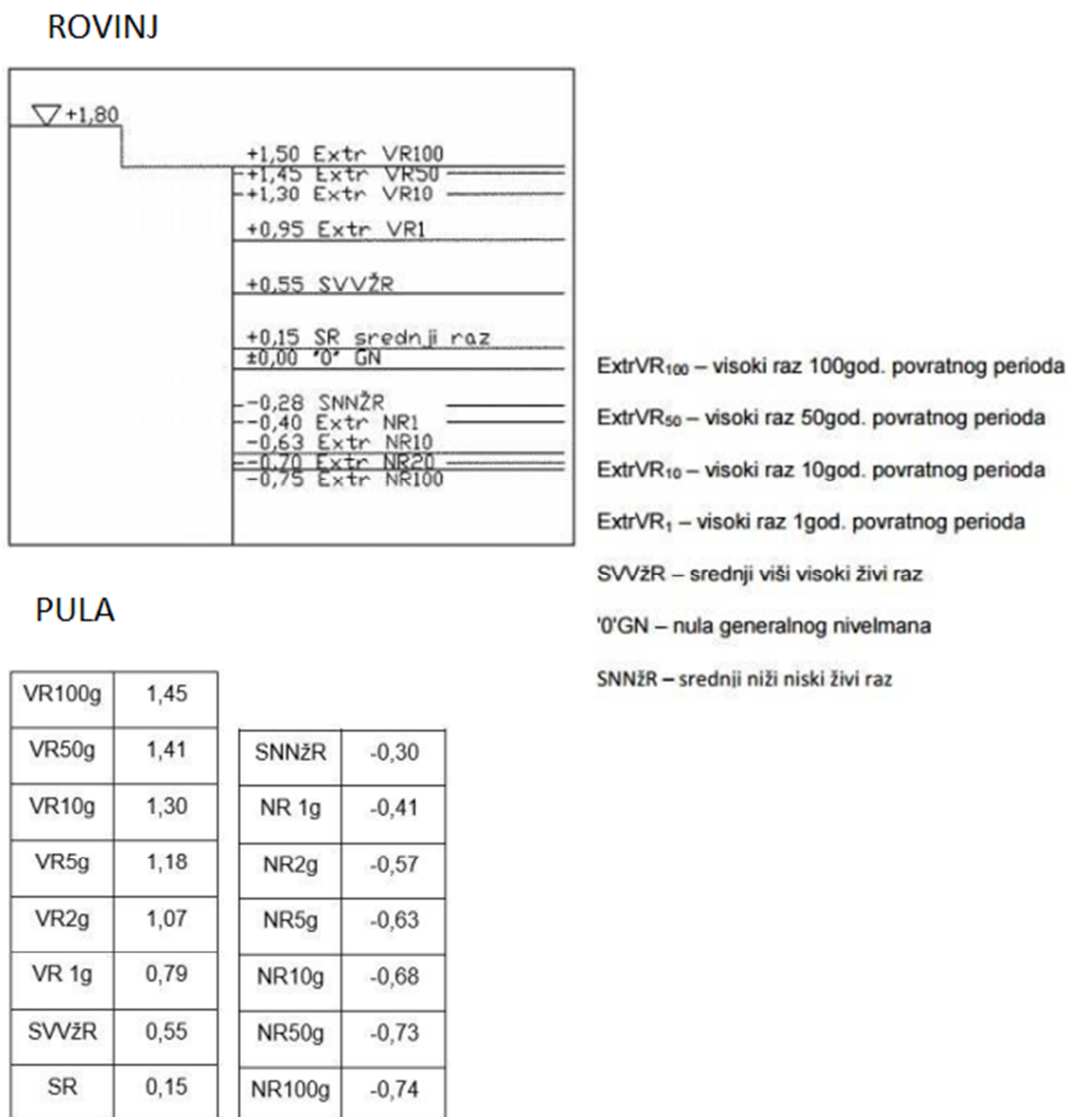 ROVINJ
+1,80
+1,50 Extr VR100
+1,45 Extr VR50
+1,30 Extr VR10
+0,95 Extr VR1
+0,55 SVVŽR
+0,15 SR srednji raz
±0,00 "0" GN
-0,28 SNNŽR
-0,40 Extr NR1
-0,63 Extr NR10
-0,70 Extr NR20
-0,75 Extr NR100
ExtrVR₁₀₀ – visoki raz 100god. povratnog perioda
ExtrVR₅₀ – visoki raz 50god. povratnog perioda
ExtrVR₁₀ – visoki raz 10god. povratnog perioda
ExtrVR₁ – visoki raz 1god. povratnog perioda
SVVžR – srednji viši visoki živi raz
'0'GN – nula generalnog nivelmana
SNNžR – srednji niži niski živi raz
PULA
VR100g 1,45
VR50g 1,41
VR10g 1,30
VR5g 1,18
VR2g 1,07
VR 1g 0,79
SVVžR 0,55
SR 0,15
SNNžR -0,30
NR 1g -0,41
NR2g -0,57
NR5g -0,63
NR10g -0,68
NR50g -0,73
NR100g -0,74